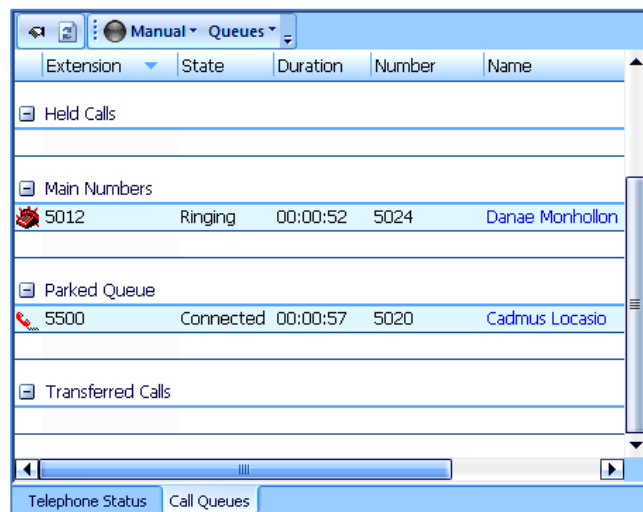 Manual Queues
Extension State Duration Number Name
Held Calls
Main Numbers
5012 Ringing 00:00:52 5024 Danae Monhollon
Parked Queue
5500 Connected 00:00:57 5020 Cadmus Locasio
Transferred Calls
Telephone Status Call Queues